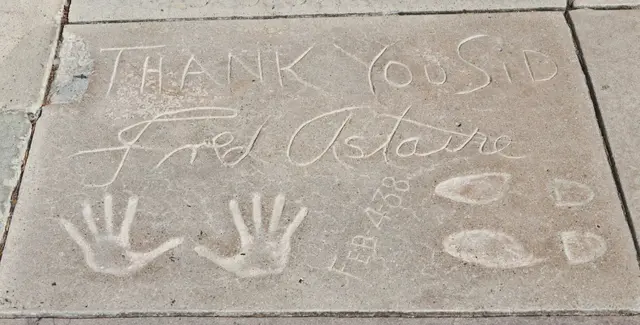 THANK YOU SID
Fred Astaire
FEB 4 38